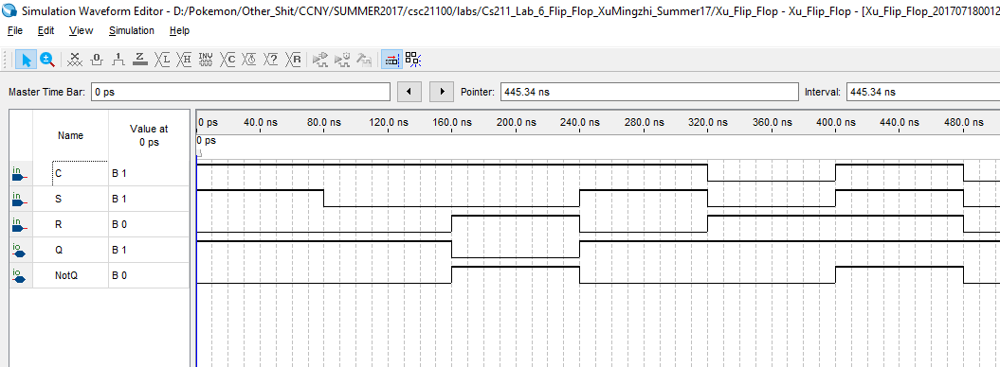 Simulation Waveform Editor - D:/Pokemon/Other_Shit/CCNY/SUMMER2017/csc21100/labs/Cs211_Lab_6_Flip_Flop_XuMingzhi_Summer17/Xu_Flip_Flop - Xu_Flip_Flop - [Xu_Flip_Flop_201707180012
File Edit View Simulation Help
Master Time Bar: 0 ps Pointer: 445.34 ns Interval: 445.34 ns
Name Value at 0 ps
0 ps 40.0 ns 80.0 ns 120.0 ns 160.0 ns 200.0 ns 240.0 ns 280.0 ns 320.0 ns 360.0 ns 400.0 ns 440.0 ns 480.0 ns
0 ps
in C B 1
in S B 1
in R B 0
io Q B 1
io NotQ B 0